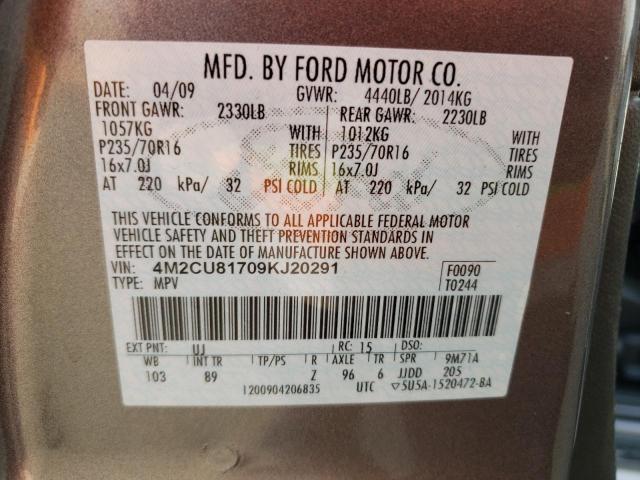 MFD. BY FORD MOTOR CO.
DATE: 04/09 GVWR: 4440LB/ 2014KG
FRONT GAWR: 2330LB REAR GAWR: 2230LB
1057KG WITH 1012KG WITH
P235/70R16 TIRES P235/70R16 TIRES
16x7.0J RIMS 16x7.0J RIMS
AT 220 kPa/ 32 PSI COLD AT 220 kPa/ 32 PSI COLD
THIS VEHICLE CONFORMS TO ALL APPLICABLE FEDERAL MOTOR
VEHICLE SAFETY AND THEFT PREVENTION STANDARDS IN
EFFECT ON THE DATE OF MANUFACTURE SHOWN ABOVE.
VIN: 4M2CU81709KJ20291 F0090
TYPE: MPV T0244
EXT PNT: UJ RC: 15 DSO:
WB INT TR TP/PS R AXLE TR SPR 9M71A
103 89 Z 96 6 JJDD 205
1200904206835 UTC ▽5U5A-1520472-BA